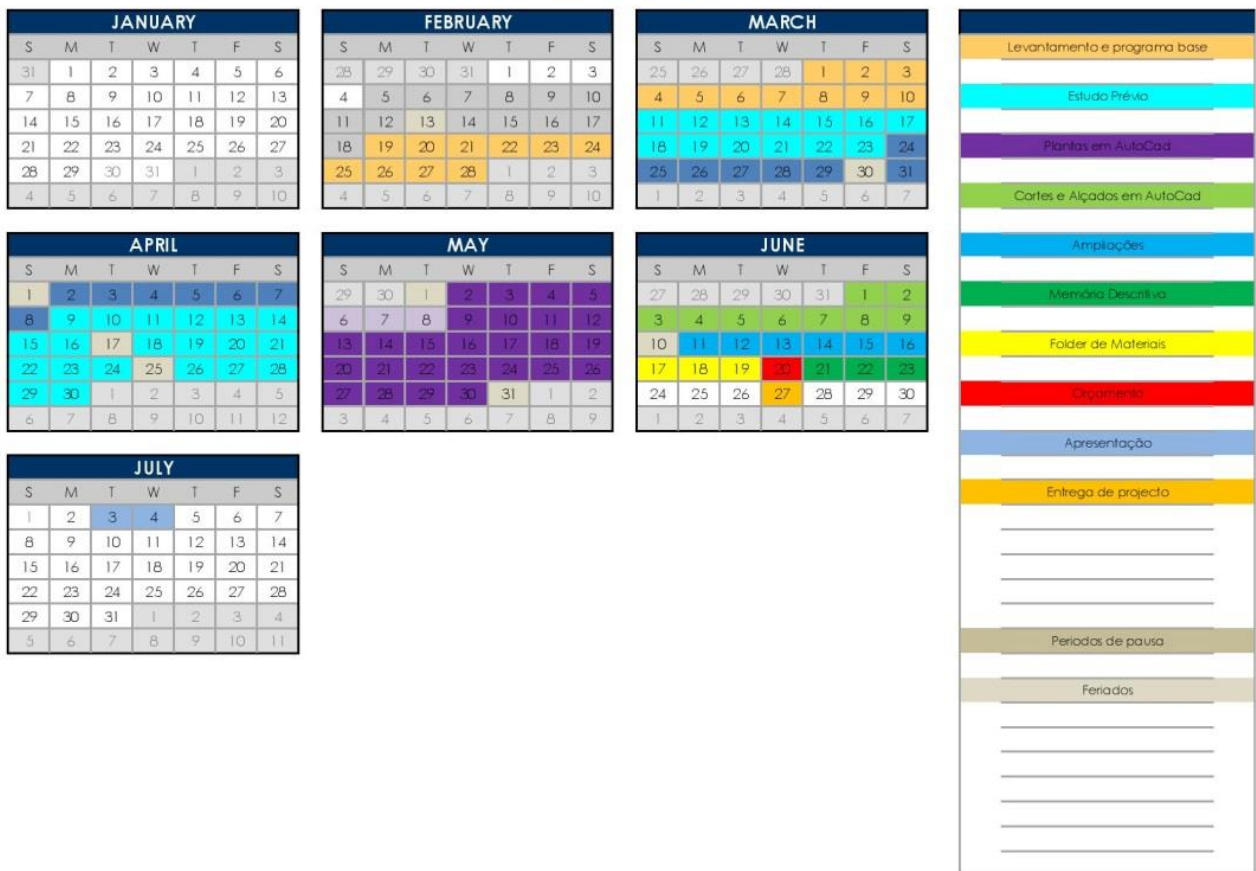 JANUARY
S M T W T F S
31 1 2 3 4 5 6
7 8 9 10 11 12 13
14 15 16 17 18 19 20
21 22 23 24 25 26 27
28 29 30 31 1 2 3
4 5 6 7 8 9 10
FEBRUARY
S M T W T F S
28 29 30 31 1 2 3
4 5 6 7 8 9 10
11 12 13 14 15 16 17
18 19 20 21 22 23 24
25 26 27 28 1 2 3
4 5 6 7 8 9 10
MARCH
S M T W T F S
25 26 27 28 1 2 3
4 5 6 7 8 9 10
11 12 13 14 15 16 17
18 19 20 21 22 23 24
25 26 27 28 29 30 31
1 2 3 4 5 6 7
APRIL
S M T W T F S
1 2 3 4 5 6 7
8 9 10 11 12 13 14
15 16 17 18 19 20 21
22 23 24 25 26 27 28
29 30 1 2 3 4 5
6 7 8 9 10 11 12
MAY
S M T W T F S
29 30 1 2 3 4 5
6 7 8 9 10 11 12
13 14 15 16 17 18 19
20 21 22 23 24 25 26
27 28 29 30 31 1 2
3 4 5 6 7 8 9
JUNE
S M T W T F S
27 28 29 30 31 1 2
3 4 5 6 7 8 9
10 11 12 13 14 15 16
17 18 19 20 21 22 23
24 25 26 27 28 29 30
1 2 3 4 5 6 7
JULY
S M T W T F S
1 2 3 4 5 6 7
8 9 10 11 12 13 14
15 16 17 18 19 20 21
22 23 24 25 26 27 28
29 30 31 1 2 3 4
5 6 7 8 9 10 11
Levantamento e programa base
Estudo Prévio
Plantas em AutoCad
Cortes e Alçados em AutoCad
Ampliações
Memória Descritiva
Folder de Materiais
Orçamento
Apresentação
Entrega de projecto
Periodos de pausa
Feriados